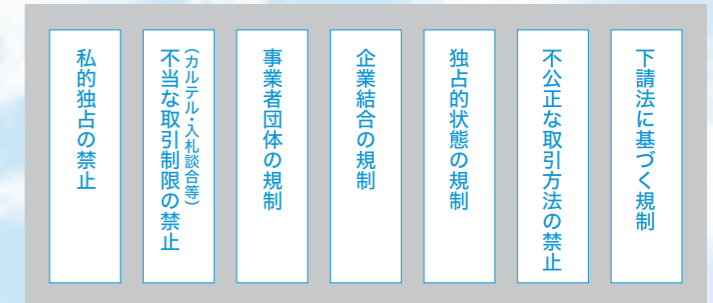 私的独占の禁止
不当な取引制限の禁止
（カルテル・入札談合等）
事業者団体の規制
企業結合の規制
独占的状態の規制
不公正な取引方法の禁止
下請法に基づく規制